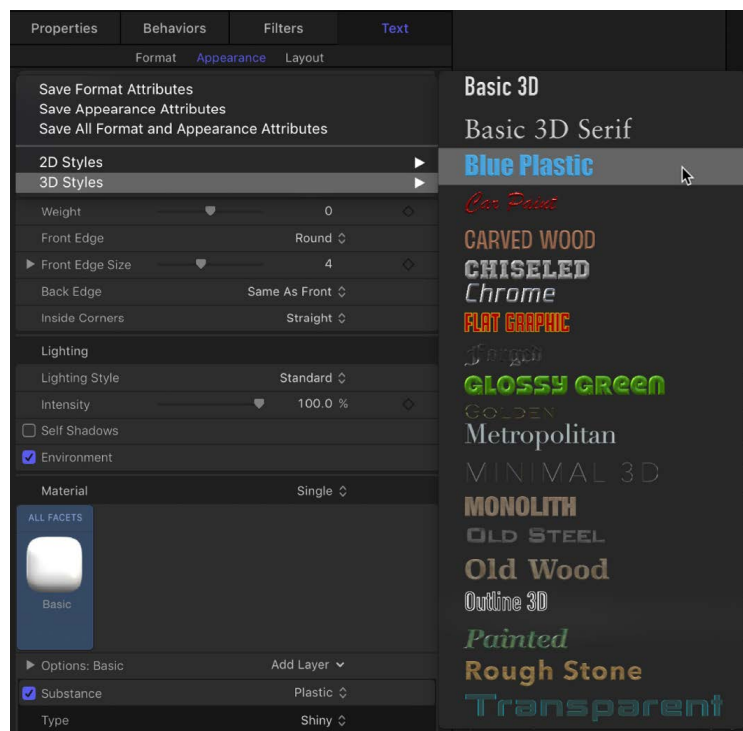 Properties Behaviors Filters Text
Format Appearance Layout
Save Format Attributes
Save Appearance Attributes
Save All Format and Appearance Attributes
2D Styles
3D Styles
Weight 0
Front Edge Round
Front Edge Size 4
Back Edge Same As Front
Inside Corners Straight
Lighting
Lighting Style Standard
Intensity 100.0 %
Self Shadows
Environment
Material Single
ALL FACETS
Basic
Options: Basic Add Layer
Substance Plastic
Type Shiny
Basic 3D
Basic 3D Serif
Blue Plastic
Car Paint
CARVED WOOD
CHISELED
Chrome
FLAT GRAPHIC
Forged
GLOSSY GREEN
GOLDEN
Metropolitan
MINIMAL 3D
MONOLITH
OLD STEEL
Old Wood
Outline 3D
Painted
Rough Stone
Transparent